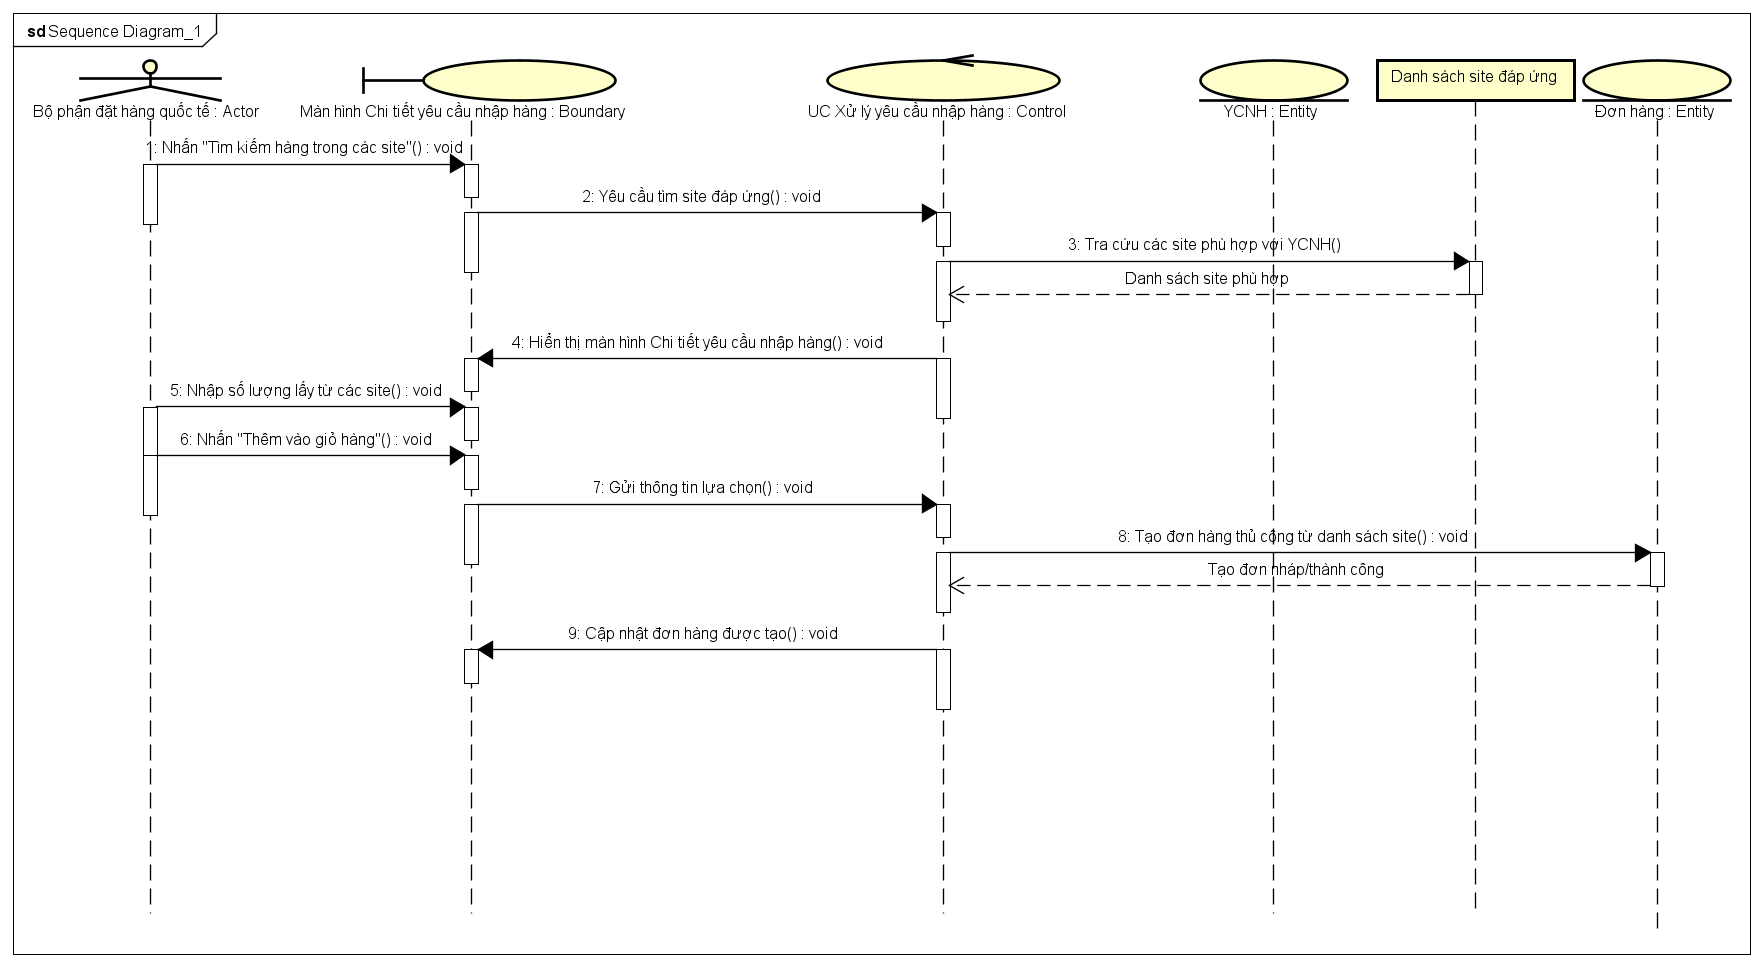 sd Sequence Diagram_1
Bộ phận đặt hàng quốc tế : Actor
Màn hình Chi tiết yêu cầu nhập hàng : Boundary
UC Xử lý yêu cầu nhập hàng : Control
YCNH : Entity
Danh sách site đáp ứng
Đơn hàng : Entity
1: Nhấn "Tìm kiếm hàng trong các site"() : void
2: Yêu cầu tìm site đáp ứng() : void
3: Tra cứu các site phù hợp với YCNH()
Danh sách site phù hợp
4: Hiển thị màn hình Chi tiết yêu cầu nhập hàng() : void
5: Nhập số lượng lấy từ các site() : void
6: Nhấn "Thêm vào giỏ hàng"() : void
7: Gửi thông tin lựa chọn() : void
8: Tạo đơn hàng thủ công từ danh sách site() : void
Tạo đơn nháp/thành công
9: Cập nhật đơn hàng được tạo() : void